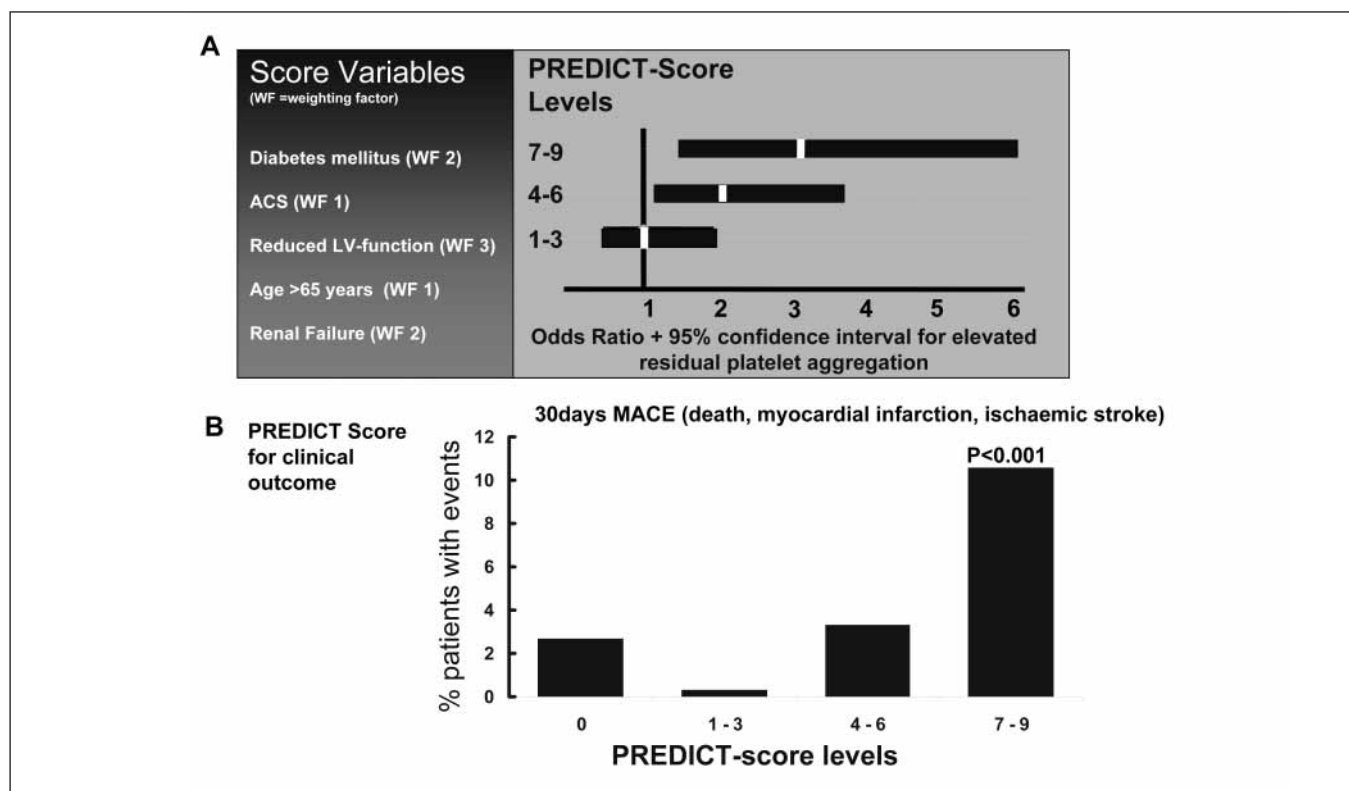 A
Score Variables
(WF =weighting factor)
Diabetes mellitus (WF 2)
ACS (WF 1)
Reduced LV-function (WF 3)
Age >65 years (WF 1)
Renal Failure (WF 2)
PREDICT-Score
Levels
7-9
4-6
1-3
1 2 3 4 5 6
Odds Ratio + 95% confidence interval for elevated
residual platelet aggregation
B
PREDICT Score
for clinical
outcome
30days MACE (death, myocardial infarction, ischaemic stroke)
% patients with events
12
10
8
6
4
2
0
P<0.001
0 1 - 3 4 - 6 7 - 9
PREDICT-score levels